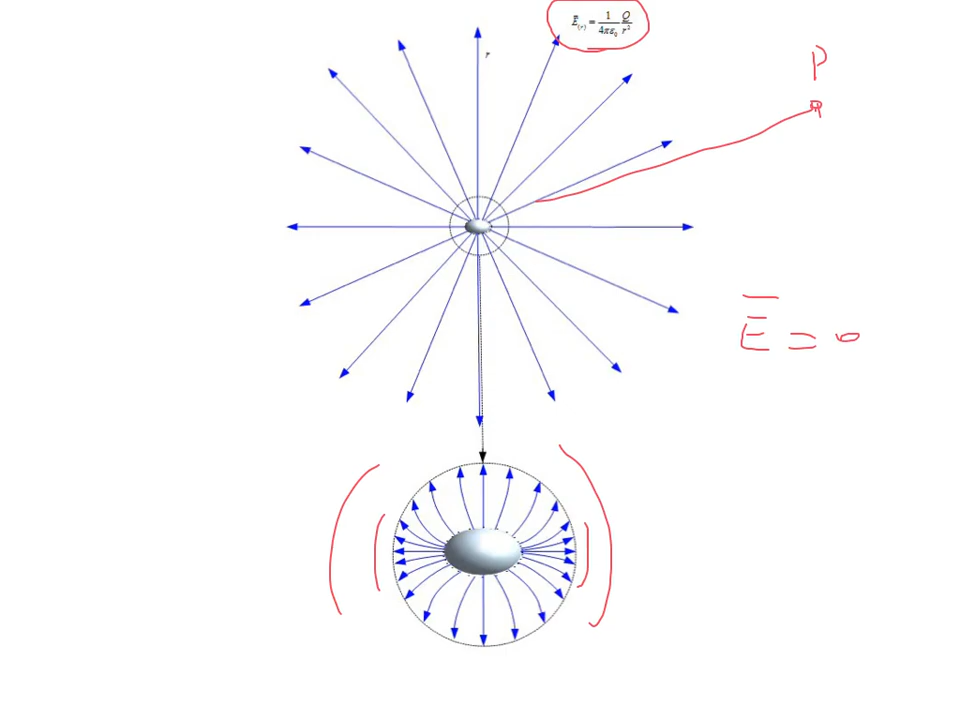 E⃗(r) = 1/4πε₀ Q/r²
r
P
E = 0